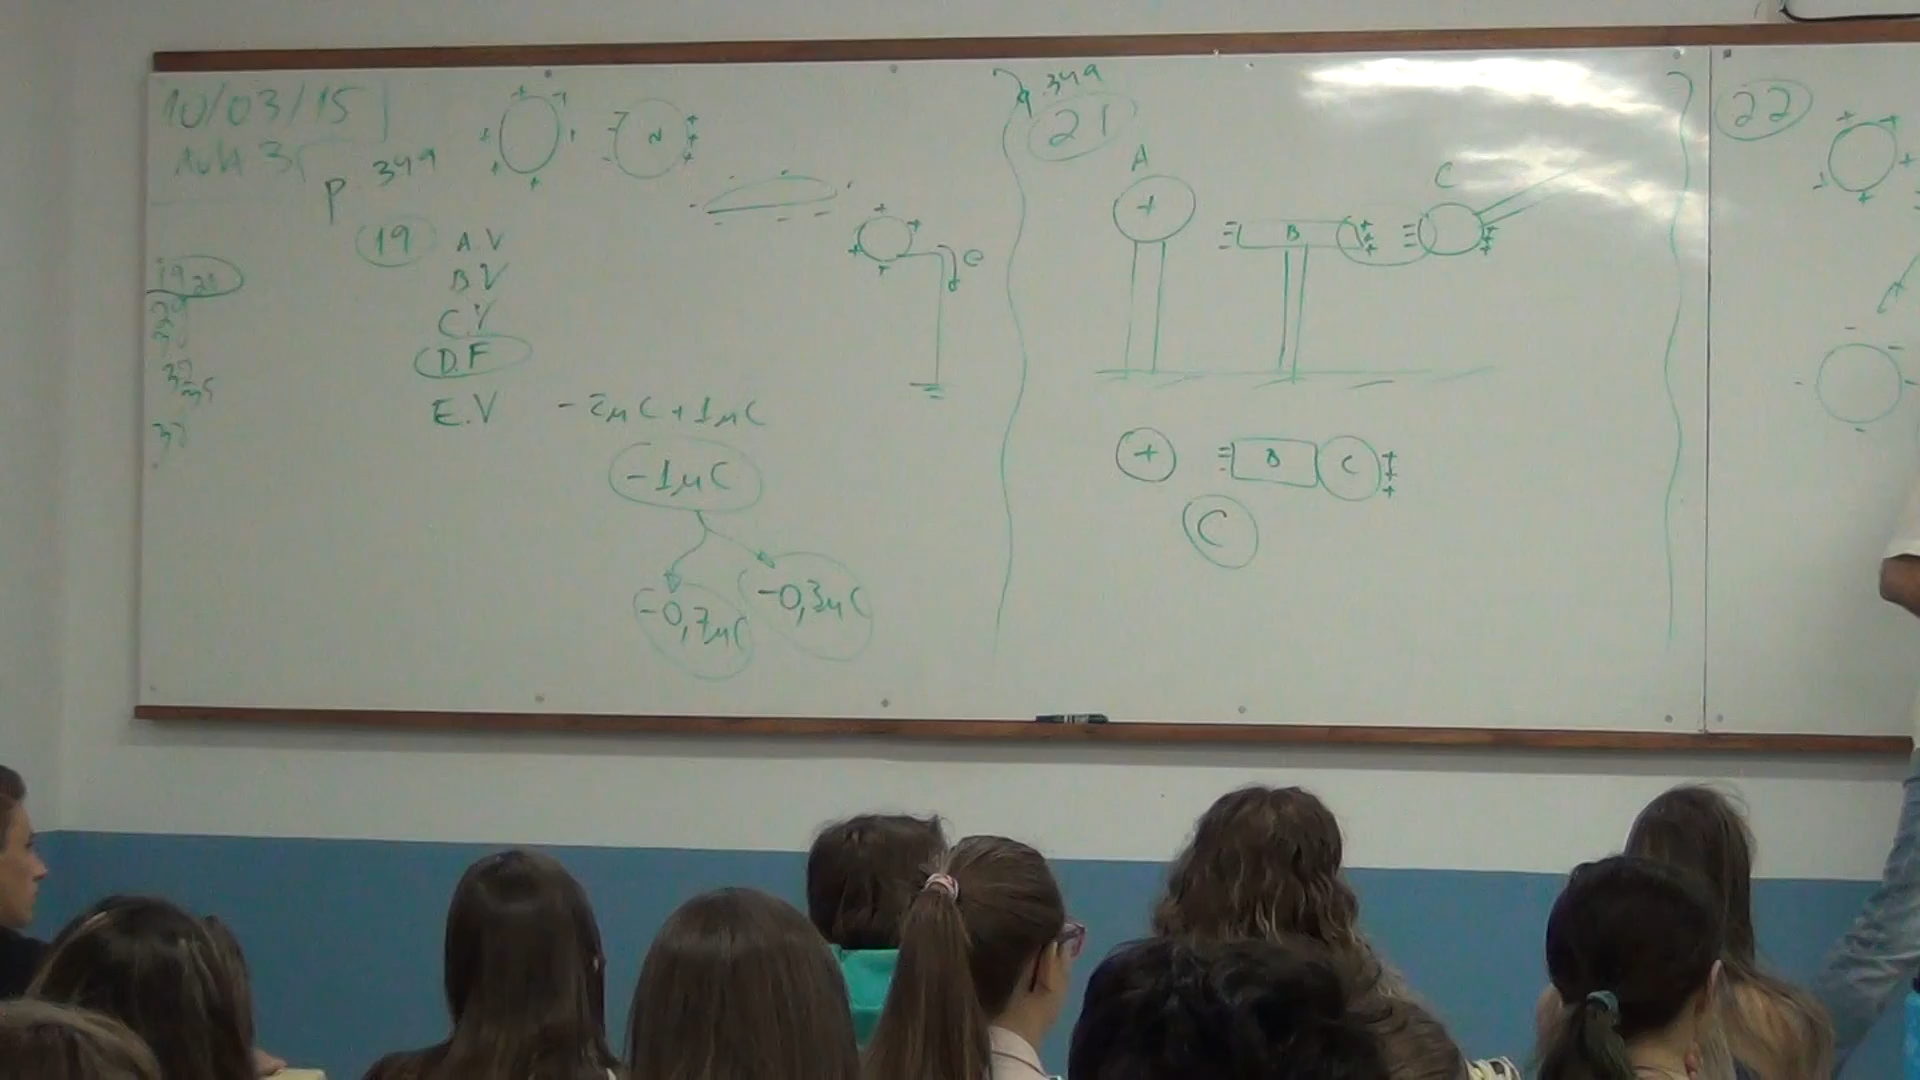 10/03/15
Aula 3
p. 349
19
A.V
B.V
C.V
D.F
E.V
-2μC + 1μC
-1μC
-0,7μC
-0,3μC
+ + + + + +
N
e
p. 349
21
A
+
B
C
+
B
C
C
22